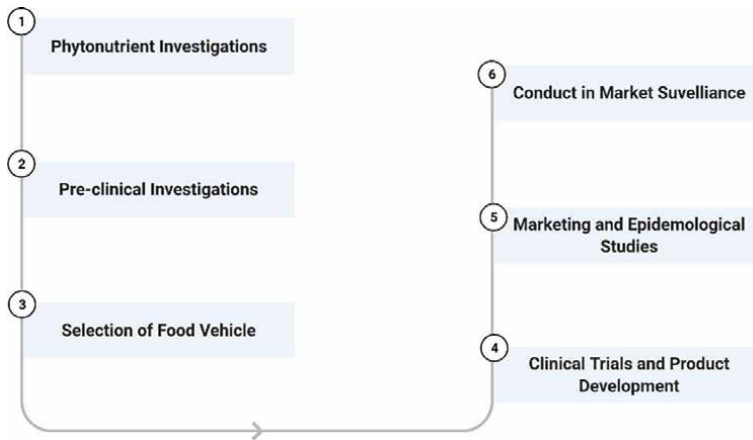 1
Phytonutrient Investigations
2
Pre-clinical Investigations
3
Selection of Food Vehicle
4
Clinical Trials and Product
Development
5
Marketing and Epidemological
Studies
6
Conduct in Market Suvelliance